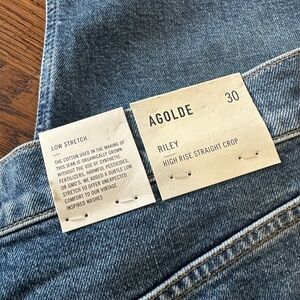 LOW STRETCH
THE COTTON USED IN THE MAKING OF
THIS JEAN IS ORGANICALLY GROWN
WITHOUT THE USE OF SYNTHETIC
FERTILIZERS, HARMFUL PESTICIDES,
OR GMO'S. WE ADDED A SUBTLE LOW
STRETCH TO OFFER UNEXPECTED
COMFORT TO OUR VINTAGE
INSPIRED WASHES
AGOLDE 30
RILEY
HIGH RISE STRAIGHT CROP